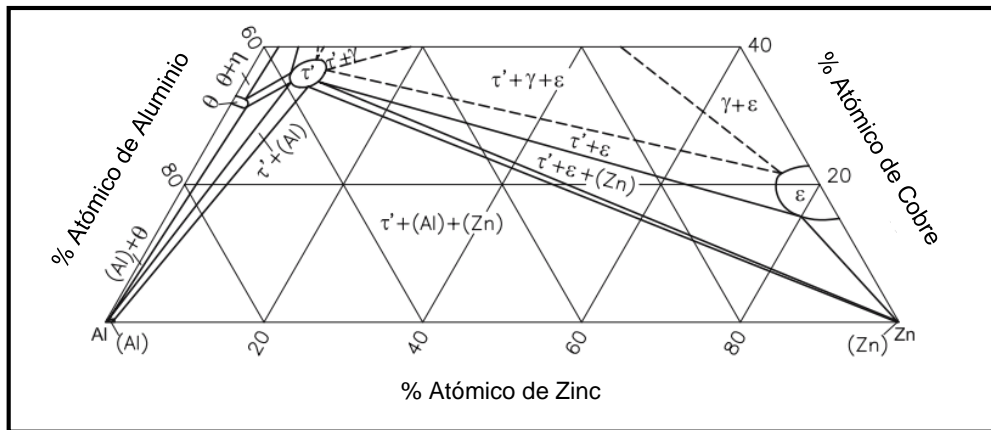 60
40
θ+η
τ'
τ'+γ
θ
τ'+γ+ε
γ+ε
% Atómico de Aluminio
% Atómico de Cobre
τ'+(Al)
τ'+ε
τ'+ε+(Zn)
80
20
ε
τ'+(Al)+(Zn)
(Al)+θ
Al
(Al)
20
40
60
80
(Zn)
Zn
% Atómico de Zinc